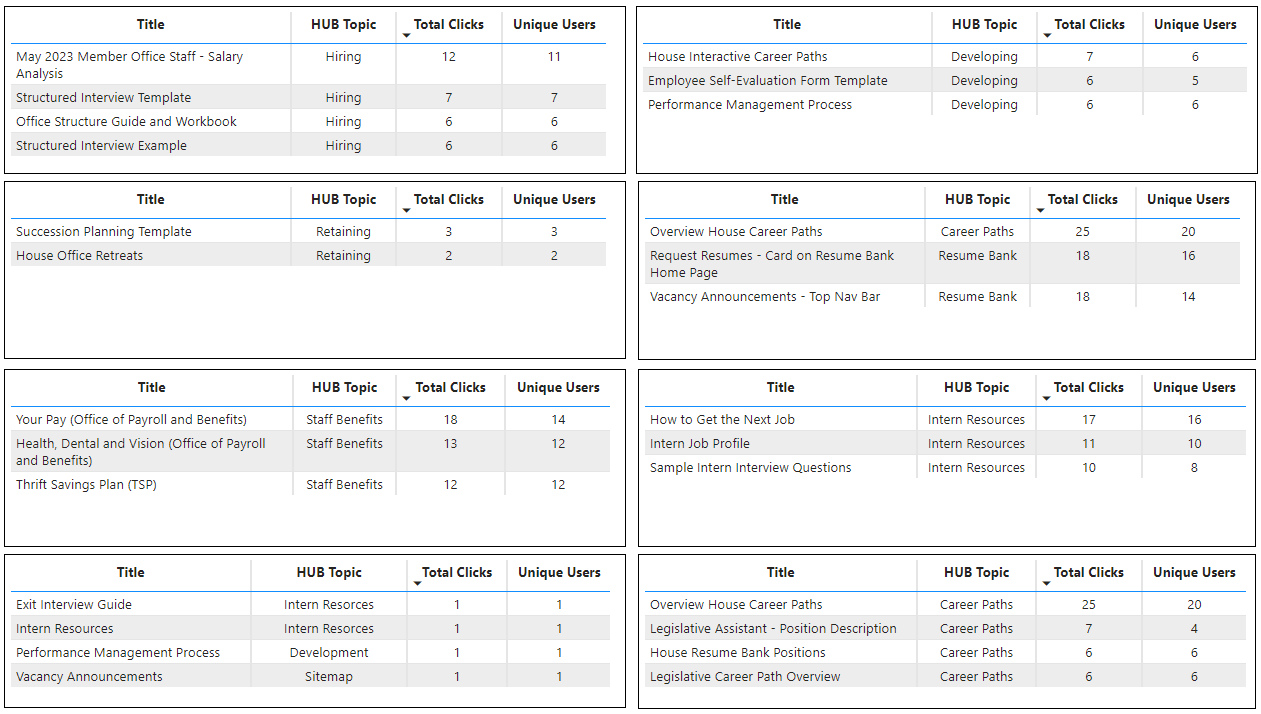 Title HUB Topic Total Clicks Unique Users
May 2023 Member Office Staff - Salary Hiring 12 11
Analysis
Structured Interview Template Hiring 7 7
Office Structure Guide and Workbook Hiring 6 6
Structured Interview Example Hiring 6 6
Title HUB Topic Total Clicks Unique Users
House Interactive Career Paths Developing 7 6
Employee Self-Evaluation Form Template Developing 6 5
Performance Management Process Developing 6 6
Title HUB Topic Total Clicks Unique Users
Succession Planning Template Retaining 3 3
House Office Retreats Retaining 2 2
Title HUB Topic Total Clicks Unique Users
Overview House Career Paths Career Paths 25 20
Request Resumes - Card on Resume Bank Resume Bank 18 16
Home Page
Vacancy Announcements - Top Nav Bar Resume Bank 18 14
Title HUB Topic Total Clicks Unique Users
Your Pay (Office of Payroll and Benefits) Staff Benefits 18 14
Health, Dental and Vision (Office of Payroll Staff Benefits 13 12
and Benefits)
Thrift Savings Plan (TSP) Staff Benefits 12 12
Title HUB Topic Total Clicks Unique Users
How to Get the Next Job Intern Resources 17 16
Intern Job Profile Intern Resources 11 10
Sample Intern Interview Questions Intern Resources 10 8
Title HUB Topic Total Clicks Unique Users
Exit Interview Guide Intern Resorces 1 1
Intern Resources Intern Resorces 1 1
Performance Management Process Development 1 1
Vacancy Announcements Sitemap 1 1
Title HUB Topic Total Clicks Unique Users
Overview House Career Paths Career Paths 25 20
Legislative Assistant - Position Description Career Paths 7 4
House Resume Bank Positions Career Paths 6 6
Legislative Career Path Overview Career Paths 6 6